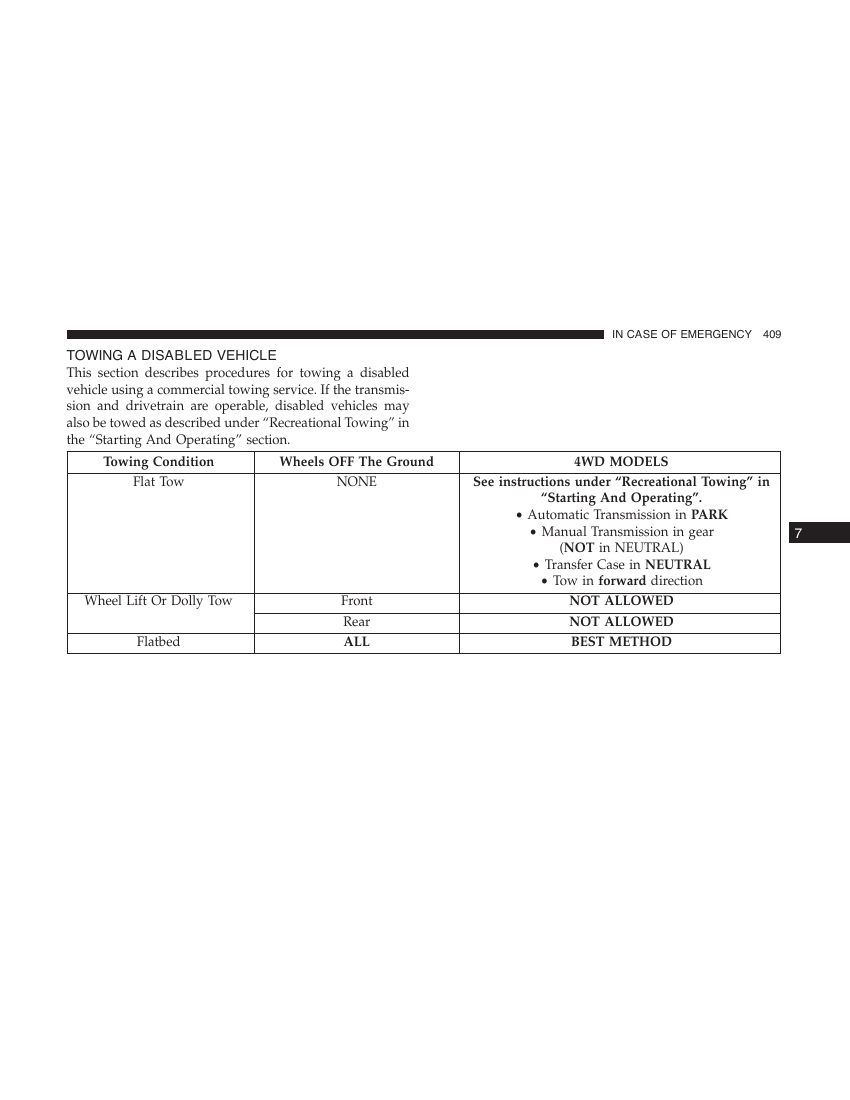 IN CASE OF EMERGENCY 409
TOWING A DISABLED VEHICLE
This section describes procedures for towing a disabled
vehicle using a commercial towing service. If the transmis-
sion and drivetrain are operable, disabled vehicles may
also be towed as described under “Recreational Towing” in
the “Starting And Operating” section.
Towing Condition Wheels OFF The Ground 4WD MODELS
Flat Tow NONE See instructions under “Recreational Towing” in
“Starting And Operating”.
• Automatic Transmission in PARK
• Manual Transmission in gear
(NOT in NEUTRAL)
• Transfer Case in NEUTRAL
• Tow in forward direction
Wheel Lift Or Dolly Tow Front NOT ALLOWED
Rear NOT ALLOWED
Flatbed ALL BEST METHOD
7